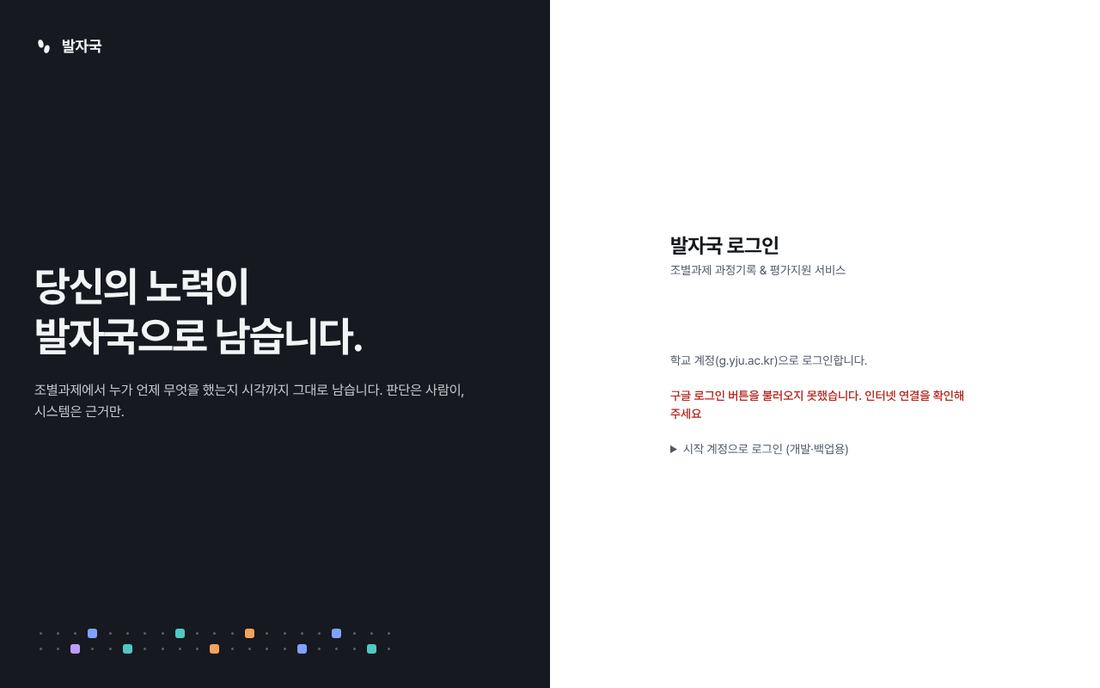 발자국
당신의 노력이
발자국으로 남습니다.
조별과제에서 누가 언제 무엇을 했는지 시각까지 그대로 남습니다. 판단은 사람이,
시스템은 근거만.
발자국 로그인
조별과제 과정기록 & 평가지원 서비스
학교 계정(g.yju.ac.kr)으로 로그인합니다.
구글 로그인 버튼을 불러오지 못했습니다. 인터넷 연결을 확인해
주세요
▶ 시작 계정으로 로그인 (개발·백업용)